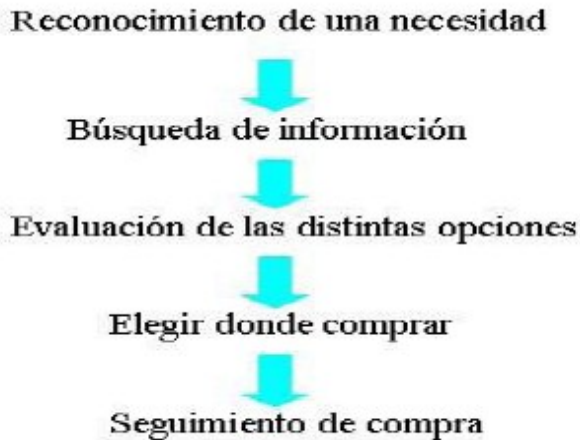 Reconocimiento de una necesidad
Búsqueda de información
Evaluación de las distintas opciones
Elegir donde comprar
Seguimiento de compra